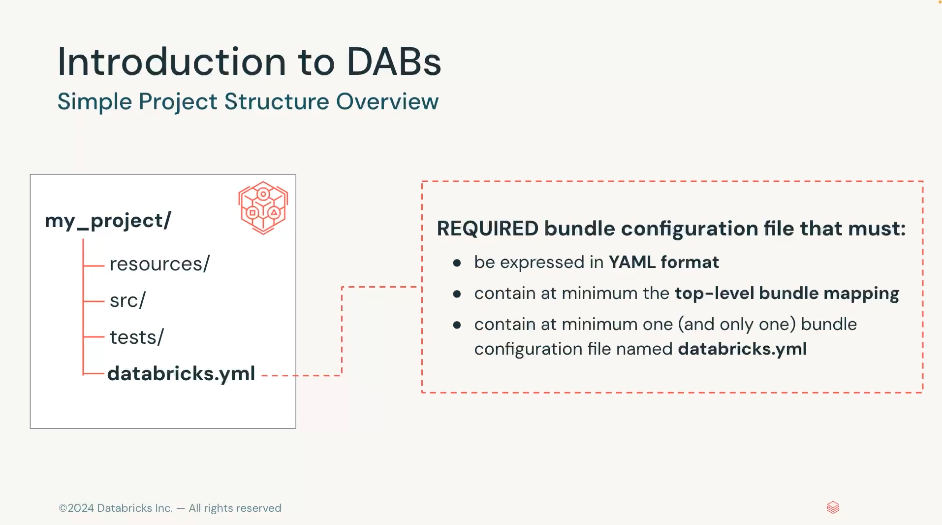 Introduction to DABs
Simple Project Structure Overview
my_project/
resources/
src/
tests/
databricks.yml
REQUIRED bundle configuration file that must:
● be expressed in YAML format
● contain at minimum the top-level bundle mapping
● contain at minimum one (and only one) bundle
configuration file named databricks.yml
©2024 Databricks Inc. — All rights reserved